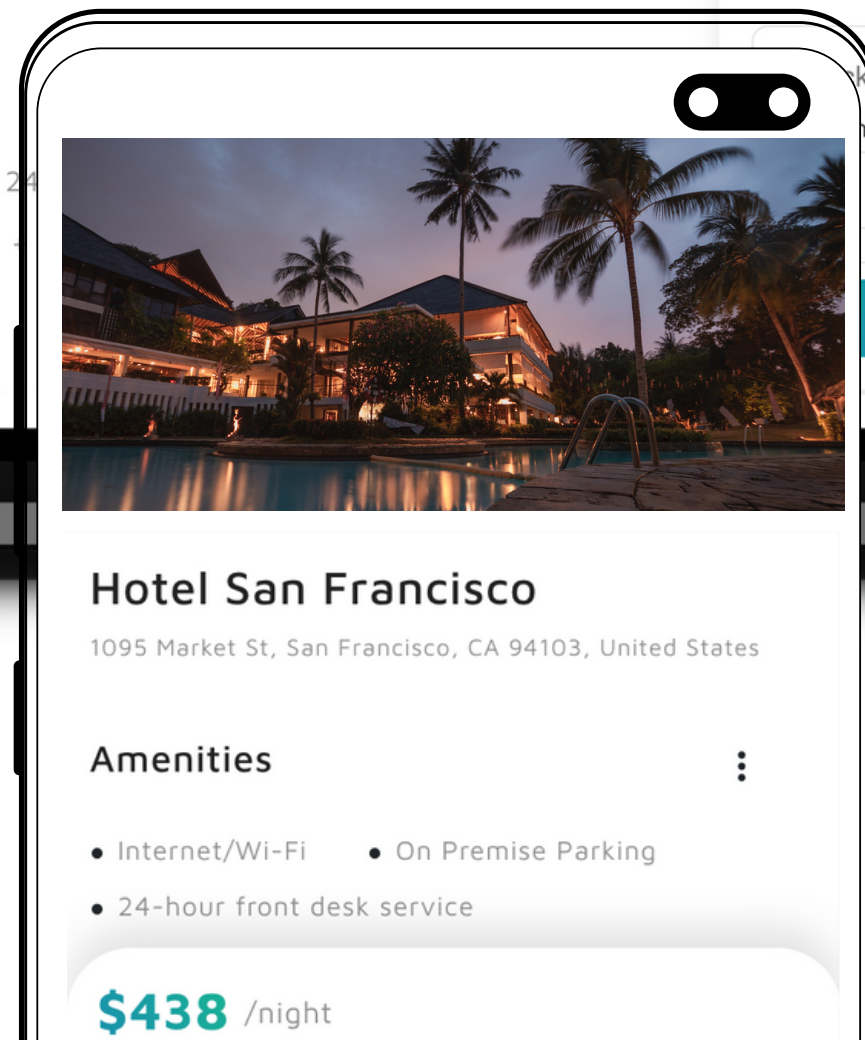 24
Hotel San Francisco
1095 Market St, San Francisco, CA 94103, United States
Amenities
• Internet/Wi-Fi • On Premise Parking
• 24-hour front desk service
$438 /night